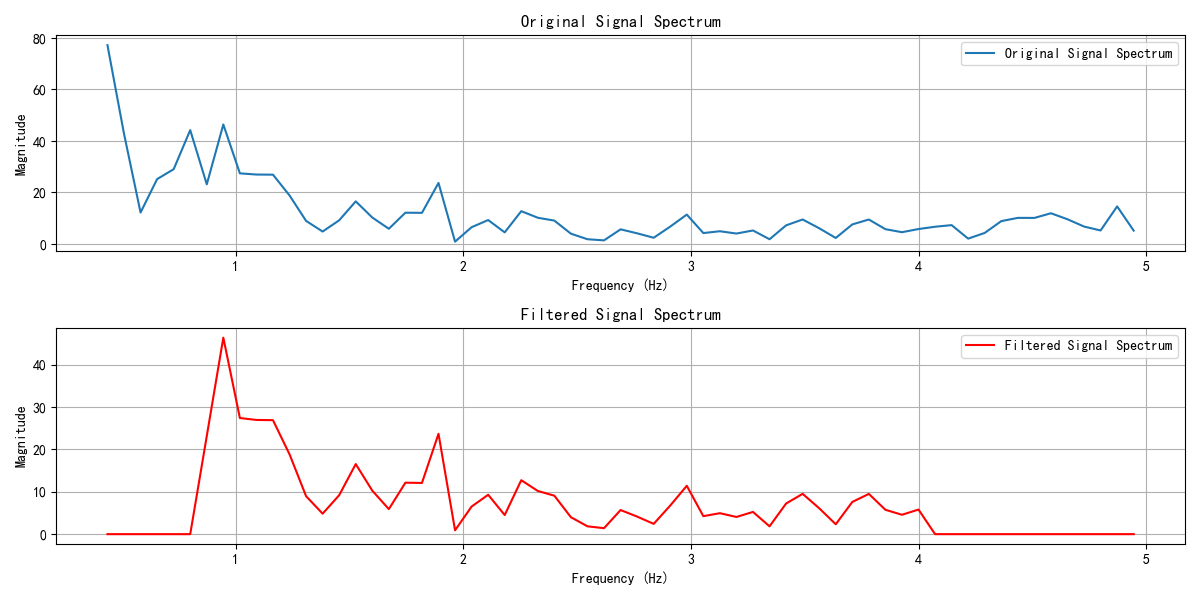 Original Signal Spectrum
80
60
40
20
0
Magnitude
Original Signal Spectrum
1 2 3 4 5
Frequency (Hz)
Filtered Signal Spectrum
40
30
20
10
0
Magnitude
Filtered Signal Spectrum
1 2 3 4 5
Frequency (Hz)